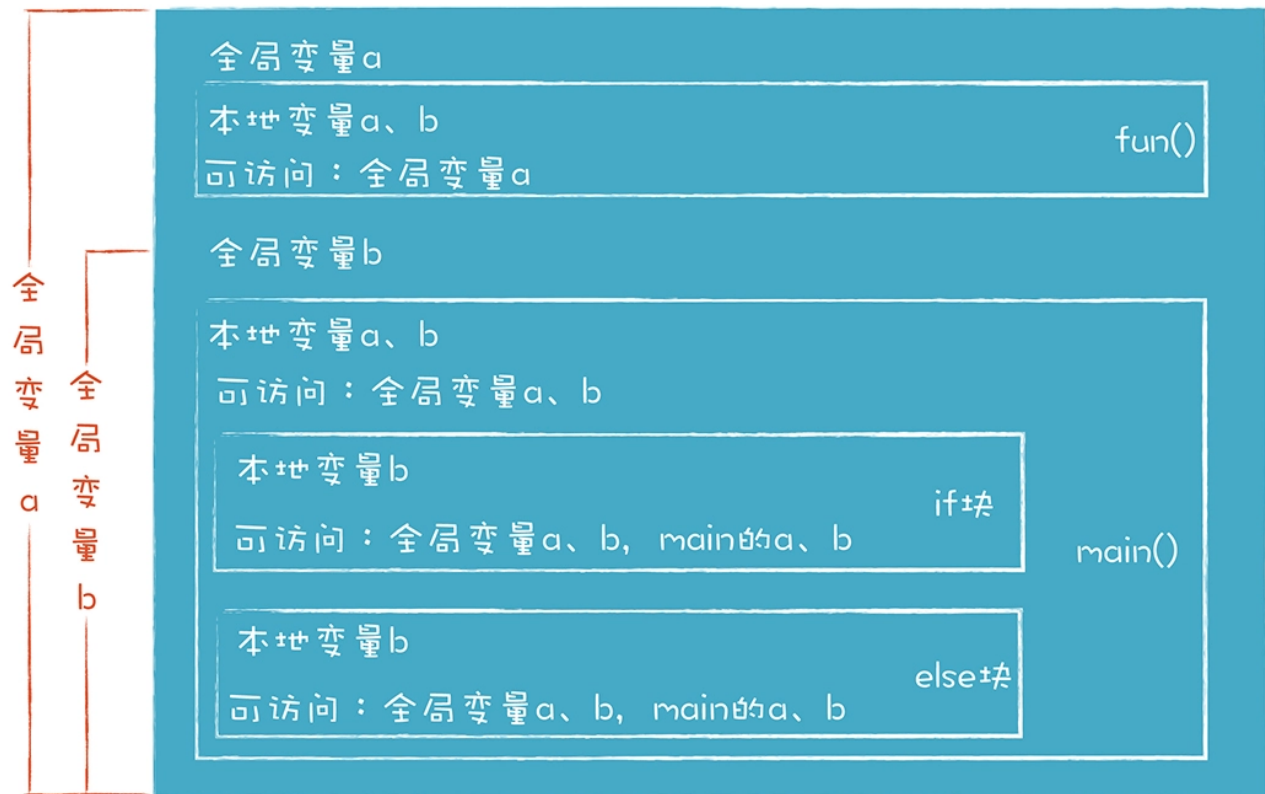 全局变量a
本地变量a、b
可访问：全局变量a
fun()
全局变量b
本地变量a、b
可访问：全局变量a、b
本地变量b
可访问：全局变量a、b, main的a、b
if块
main()
本地变量b
可访问：全局变量a、b, main的a、b
else块
全局变量a
全局变量b